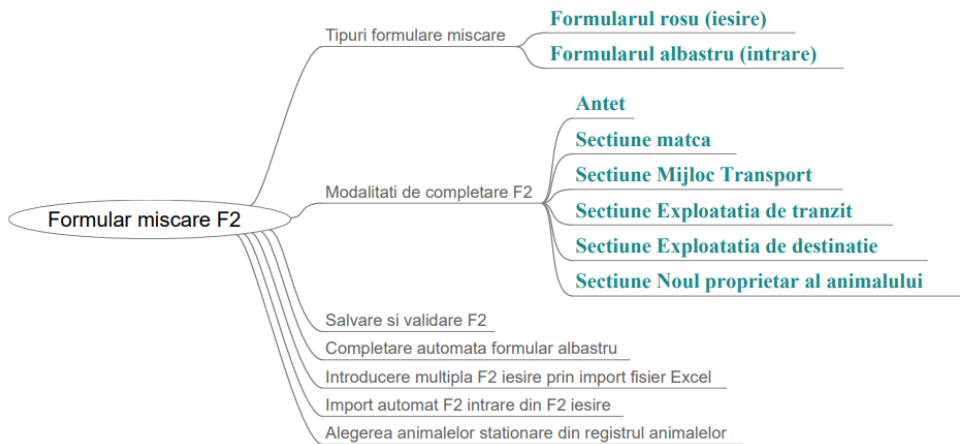 Formular miscare F2
Tipuri formulare miscare
Formularul rosu (iesire)
Formularul albastru (intrare)
Modalitati de completare F2
Antet
Sectiune matca
Sectiune Mijloc Transport
Sectiune Exploatatia de tranzit
Sectiune Exploatatia de destinatie
Sectiune Noul proprietar al animalului
Salvare si validare F2
Completare automata formular albastru
Introducere multipla F2 iesire prin import fisier Excel
Import automat F2 intrare din F2 iesire
Alegerea animalelor stationare din registrul animalelor